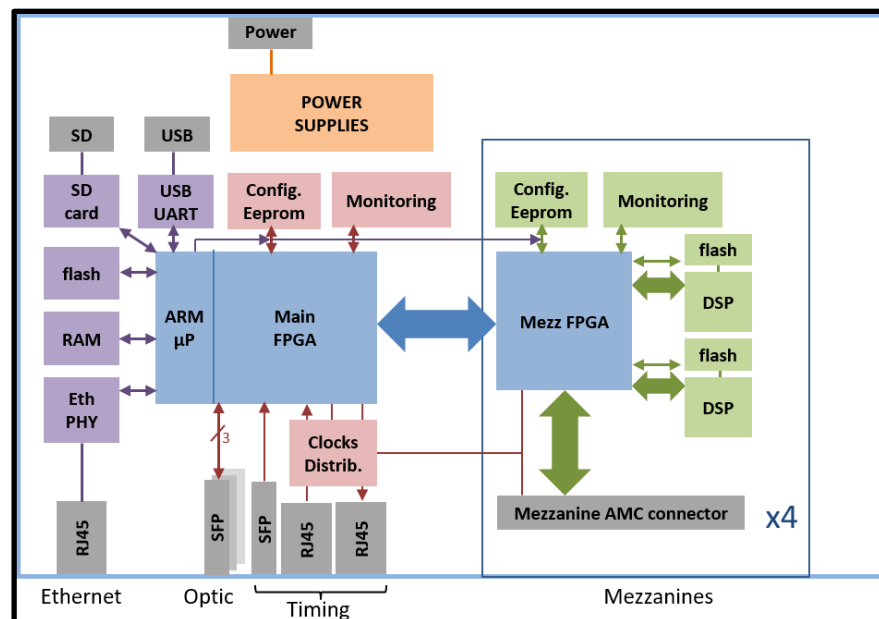 Power
POWER
SUPPLIES
SD
USB
SD
card
USB
UART
Config.
Eeprom
Monitoring
Config.
Eeprom
Monitoring
flash
ARM
µP
Main
FPGA
Mezz FPGA
flash
DSP
RAM
flash
DSP
Eth
PHY
3
Clocks
Distrib.
RJ45
SFP
SFP
RJ45
RJ45
Mezzanine AMC connector
x4
Ethernet
Optic
Timing
Mezzanines